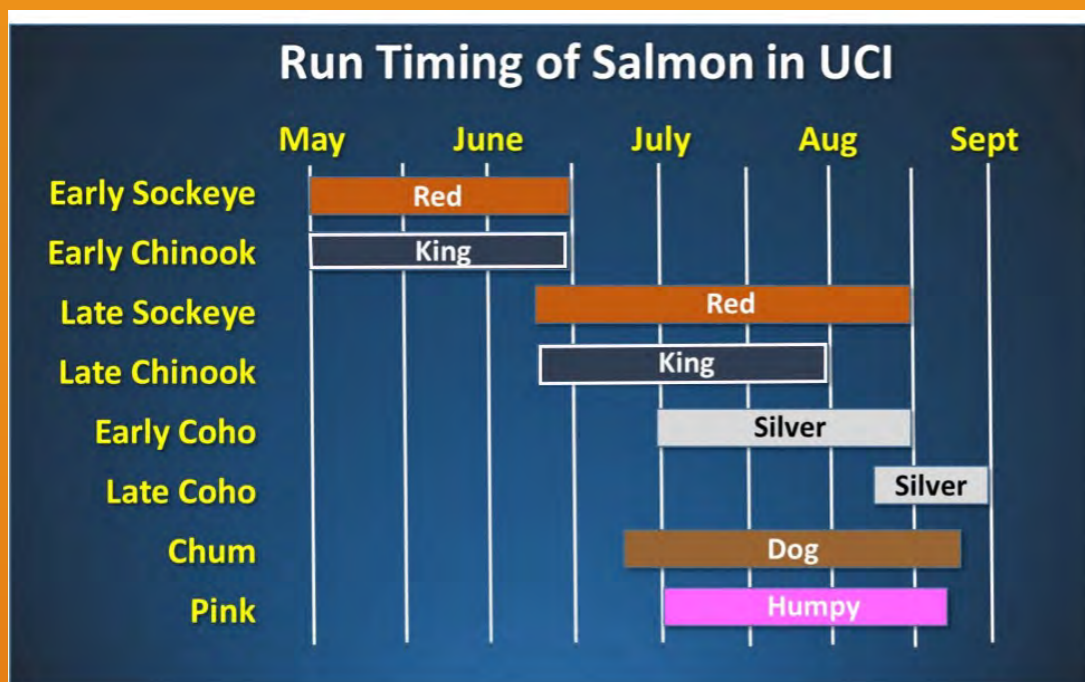 Run Timing of Salmon in UCI
May June July Aug Sept
Early Sockeye Red
Early Chinook King
Late Sockeye Red
Late Chinook King
Early Coho Silver
Late Coho Silver
Chum Dog
Pink Humpy